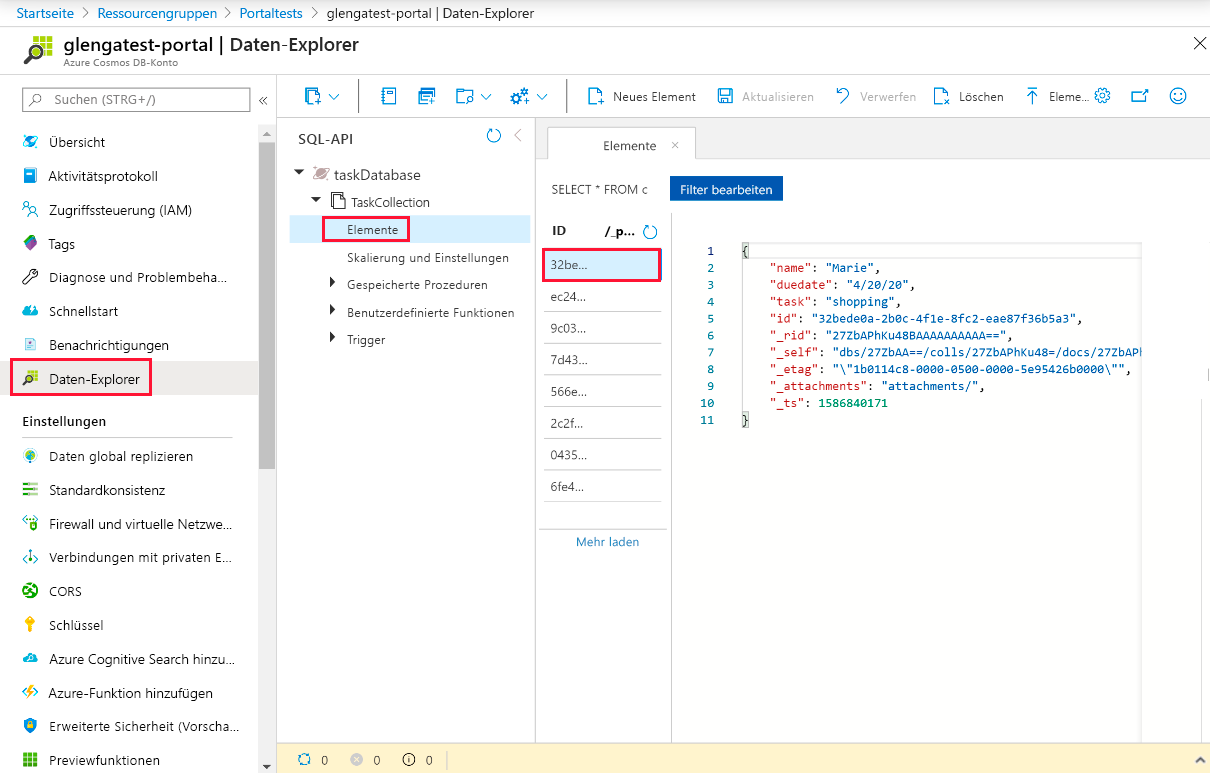 Startseite > Ressourcengruppen > Portaltests > glengatest-portal | Daten-Explorer
glengatest-portal | Daten-Explorer
Azure Cosmos DB-Konto
Suchen (STRG+/)
«
Übersicht
Aktivitätsprotokoll
Zugriffssteuerung (IAM)
Tags
Diagnose und Problembeha...
Schnellstart
Benachrichtigungen
Daten-Explorer
Einstellungen
Daten global replizieren
Standardkonsistenz
Firewall und virtuelle Netzwe...
Verbindungen mit privaten E...
CORS
Schlüssel
Azure Cognitive Search hinzu...
Azure-Funktion hinzufügen
Erweiterte Sicherheit (Vorscha...
Previewfunktionen
Neues Element
Aktualisieren
Verwerfen
Löschen
Eleme...
SQL-API
taskDatabase
TaskCollection
Elemente
Skalierung und Einstellungen
Gespeicherte Prozeduren
Benutzerdefinierte Funktionen
Trigger
Elemente ×
SELECT * FROM c
Filter bearbeiten
ID /_p...
32be...
ec24...
9c03...
7d43...
566e...
2c2f...
0435...
6fe4...
Mehr laden
1 {
2 "name": "Marie",
3 "duedate": "4/20/20",
4 "task": "shopping",
5 "id": "32bede0a-2b0c-4f1e-8fc2-eae87f36b5a3",
6 "_rid": "27ZbAPhKu48BAAAAAAAAAA==",
7 "_self": "dbs/27ZbAA==/colls/27ZbAPhKu48=/docs/27ZbAPh
8 "_etag": "\"1b0114c8-0000-0500-0000-5e95426b0000\"",
9 "_attachments": "attachments/",
10 "_ts": 1586840171
11 }
0 0 0